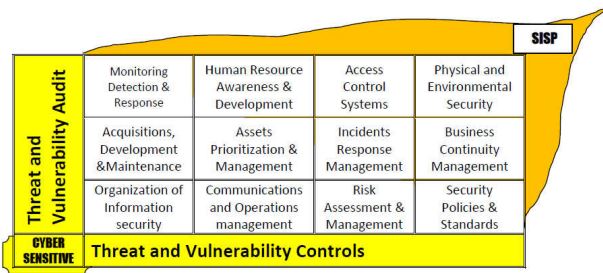 SISP
Threat and
Vulnerability Audit
Monitoring
Detection &
Response
Human Resource
Awareness &
Development
Access
Control
Systems
Physical and
Environmental
Security
Acquisitions,
Development
&Maintenance
Assets
Prioritization &
Management
Incidents
Response
Management
Business
Continuity
Management
Organization of
Information
security
Communications
and Operations
management
Risk
Assessment &
Management
Security
Policies &
Standards
CYBER
SENSITIVE
Threat and Vulnerability Controls